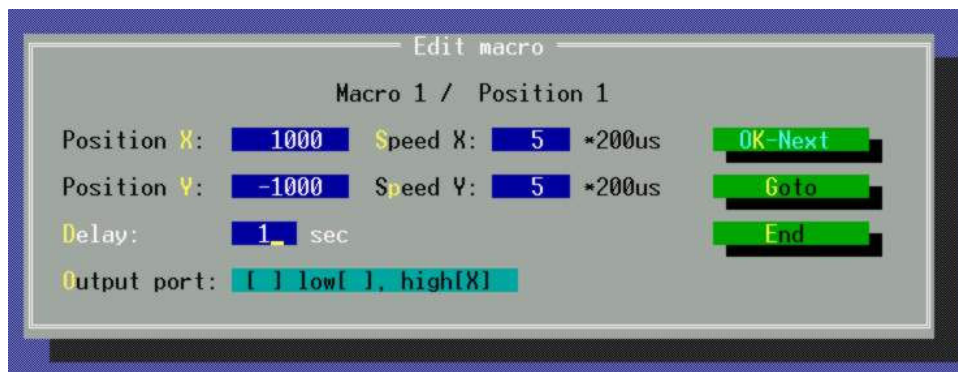 Edit macro
Macro 1 / Position 1
Position X: 1000 Speed X: 5 *200us OK-Next
Position Y: -1000 Speed Y: 5 *200us Goto
Delay: 1_ sec End
Output port: [ ] low[ ], high[X]